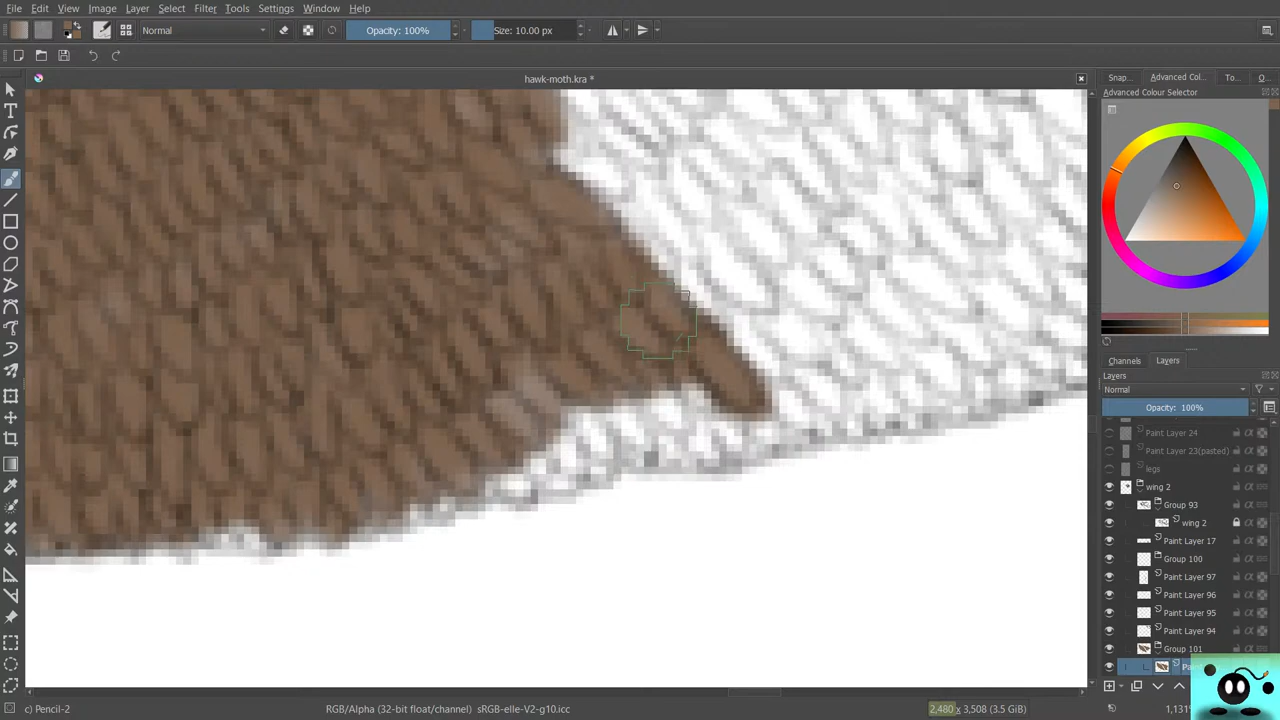 File Edit View Image Layer Select Filter Tools Settings Window Help
Normal Opacity: 100% Size: 10.00 px
hawk-moth.kra *
Snap... Advanced Col... To... O...
Advanced Colour Selector
Channels Layers
Layers
Normal
Opacity: 100%
Paint Layer 24
Paint Layer 23(pasted)
legs
wing 2
Group 93
wing 2
Paint Layer 17
Group 100
Paint Layer 97
Paint Layer 96
Paint Layer 95
Paint Layer 94
Group 101
c) Pencil-2 RGB/Alpha (32-bit float/channel) sRGB-elle-V2-g10.icc 2,480 x 3,508 (3.5 GiB)